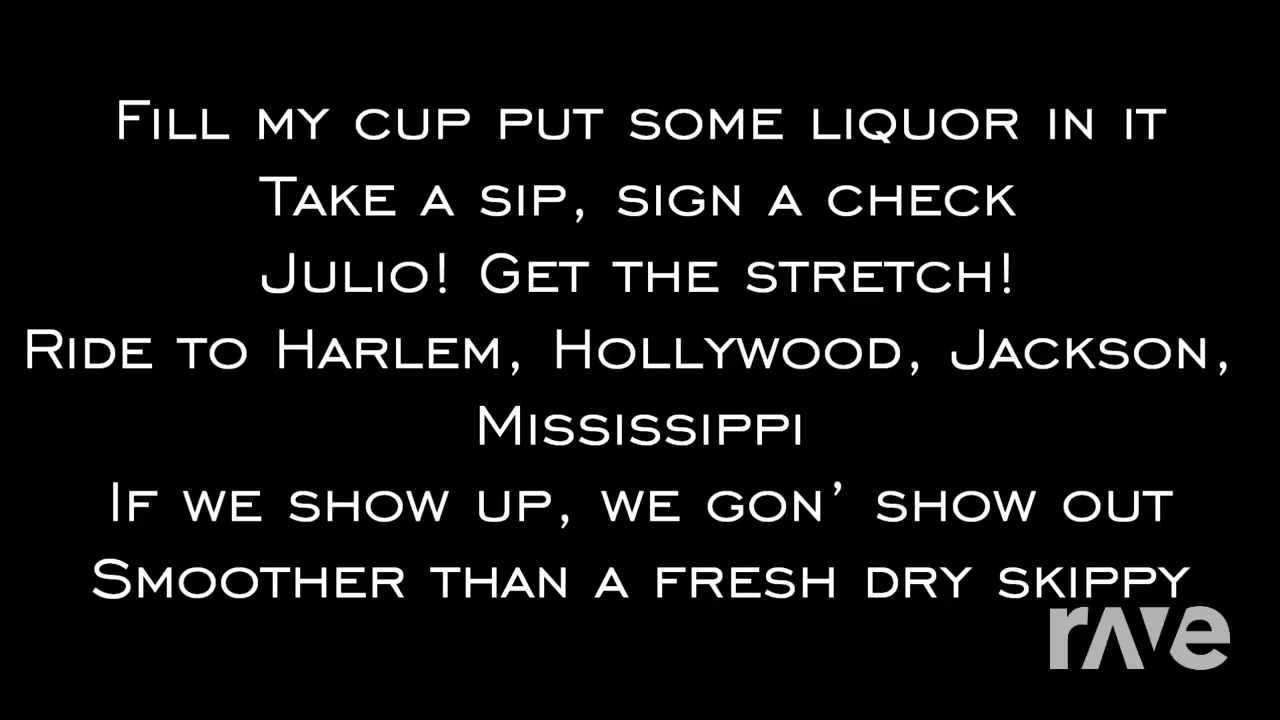 Fill my cup put some liquor in it
Take a sip, sign a check
Julio! Get the stretch!
Ride to Harlem, Hollywood, Jackson,
Mississippi
If we show up, we gon’ show out
Smoother than a fresh dry skippy
rave